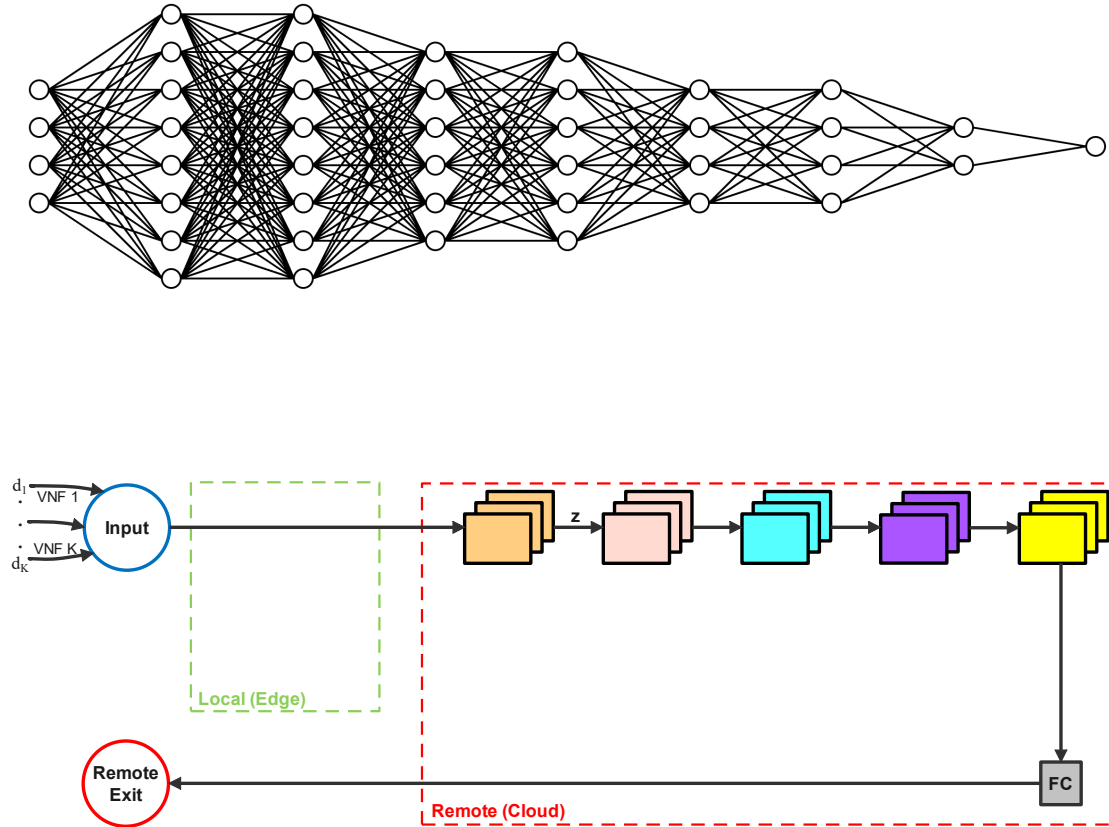 d1
VNF 1
.
.
.
VNF K
dK
Input
z
Local (Edge)
Remote
Exit
FC
Remote (Cloud)